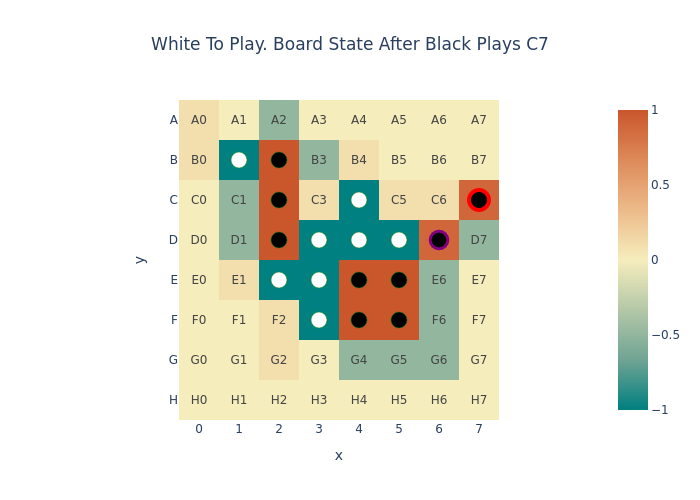 White To Play. Board State After Black Plays C7
A A0 A1 A2 A3 A4 A5 A6 A7
B B0 B3 B4 B5 B6 B7
C C0 C1 C3 C5 C6
D D0 D1 D7
E E0 E1 E6 E7
F F0 F1 F2 F6 F7
G G0 G1 G2 G3 G4 G5 G6 G7
H H0 H1 H2 H3 H4 H5 H6 H7
0 1 2 3 4 5 6 7
x
y
1
0.5
0
−0.5
−1